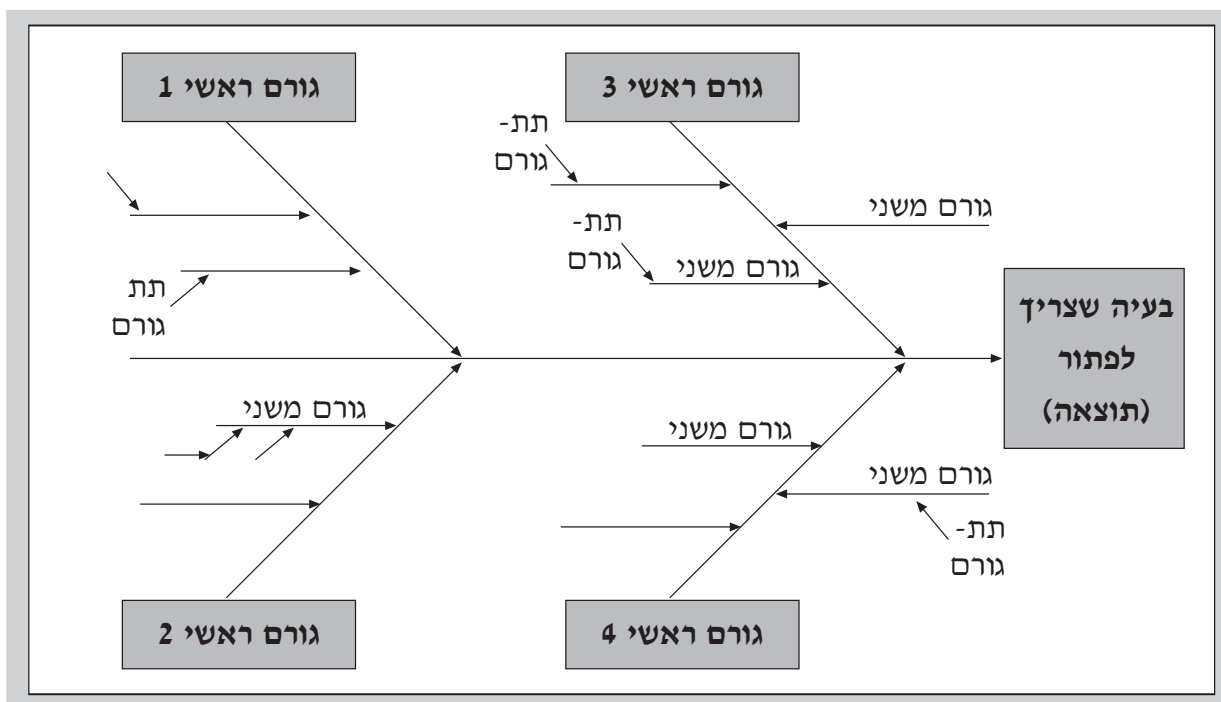 גורם ראשי 1
גורם ראשי 3
תת-
גורם
גורם משני
תת-
גורם
גורם משני
תת
גורם
בעיה שצריך
לפתור
(תוצאה)
גורם משני
גורם משני
גורם משני
תת-
גורם
גורם ראשי 2
גורם ראשי 4